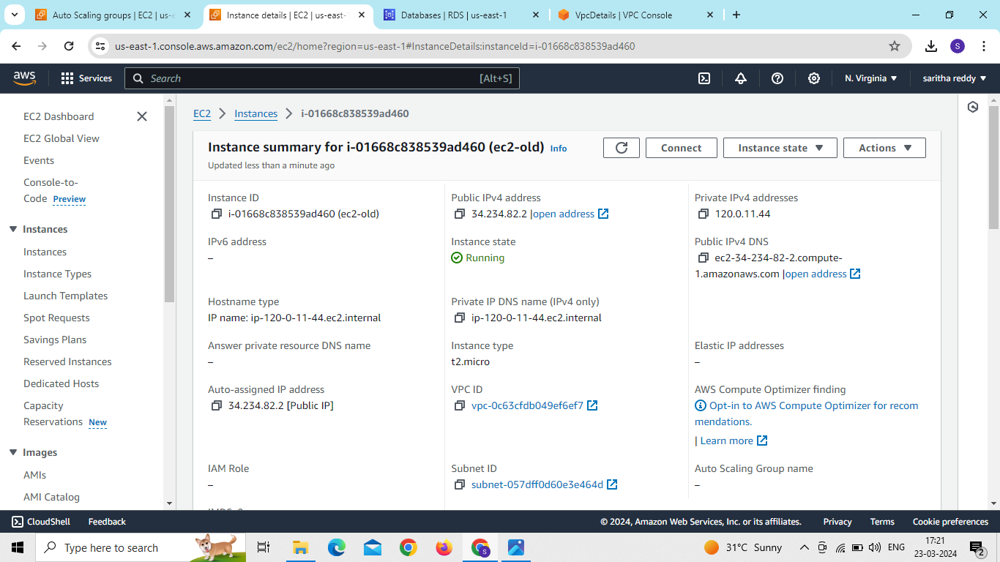 Auto Scaling groups | EC2 | us-e
Instance details | EC2 | us-east-
Databases | RDS | us-east-1
VpcDetails | VPC Console
us-east-1.console.aws.amazon.com/ec2/home?region=us-east-1#InstanceDetails:instanceId=i-01668c838539ad460
S
aws
Services
Search
[Alt+S]
N. Virginia
saritha reddy
EC2 Dashboard
EC2 Global View
Events
Console-to-
Code Preview
Instances
Instances
Instance Types
Launch Templates
Spot Requests
Savings Plans
Reserved Instances
Dedicated Hosts
Capacity
Reservations New
Images
AMIs
AMI Catalog
EC2 > Instances > i-01668c838539ad460
Instance summary for i-01668c838539ad460 (ec2-old) Info
Updated less than a minute ago
Connect
Instance state
Actions
Instance ID
i-01668c838539ad460 (ec2-old)
Public IPv4 address
34.234.82.2 |open address
Private IPv4 addresses
120.0.11.44
IPv6 address
–
Instance state
Running
Public IPv4 DNS
ec2-34-234-82-2.compute-
1.amazonaws.com |open address
Hostname type
IP name: ip-120-0-11-44.ec2.internal
Private IP DNS name (IPv4 only)
ip-120-0-11-44.ec2.internal
Answer private resource DNS name
–
Instance type
t2.micro
Elastic IP addresses
–
Auto-assigned IP address
34.234.82.2 [Public IP]
VPC ID
vpc-0c63cfdb049ef6ef7
AWS Compute Optimizer finding
Opt-in to AWS Compute Optimizer for recom
mendations.
| Learn more
IAM Role
–
Subnet ID
subnet-057dff0d60e3e464d
Auto Scaling Group name
–
CloudShell
Feedback
© 2024, Amazon Web Services, Inc. or its affiliates.
Privacy
Terms
Cookie preferences
Type here to search
S
31°C Sunny
ENG
17:21
23-03-2024
2